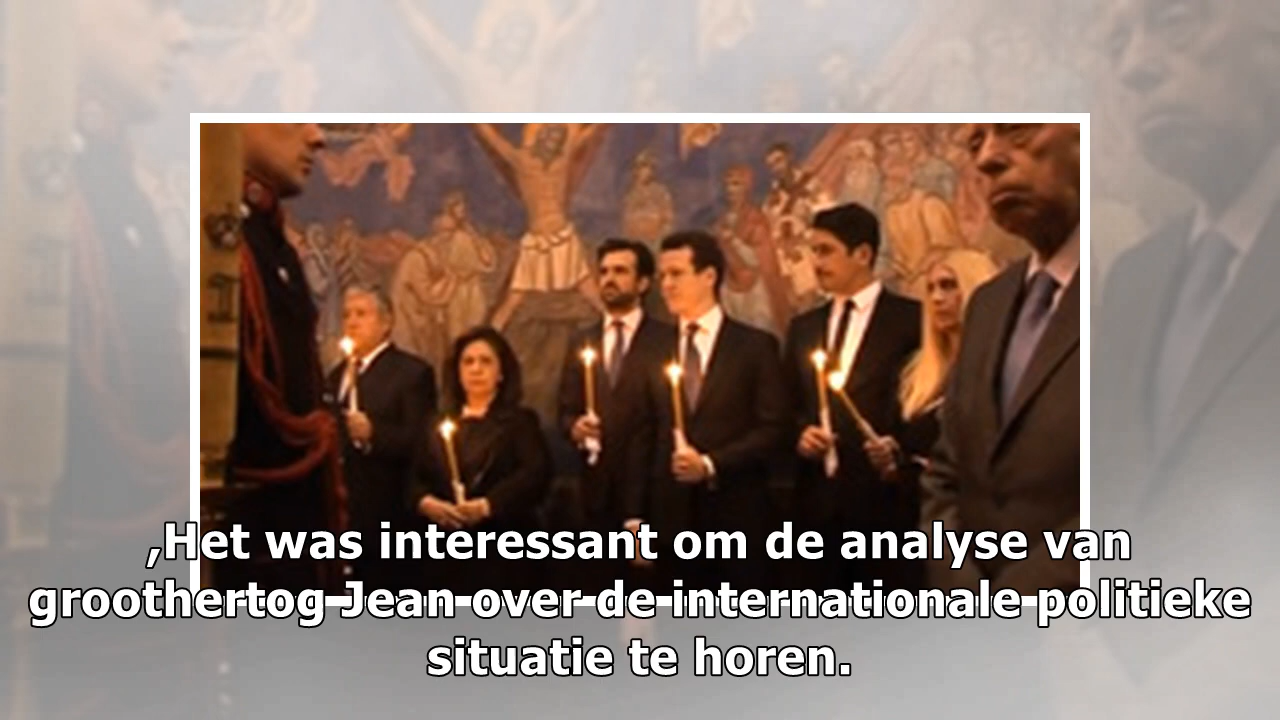 ‚Het was interessant om de analyse van
groothertog Jean over de internationale politieke
situatie te horen.